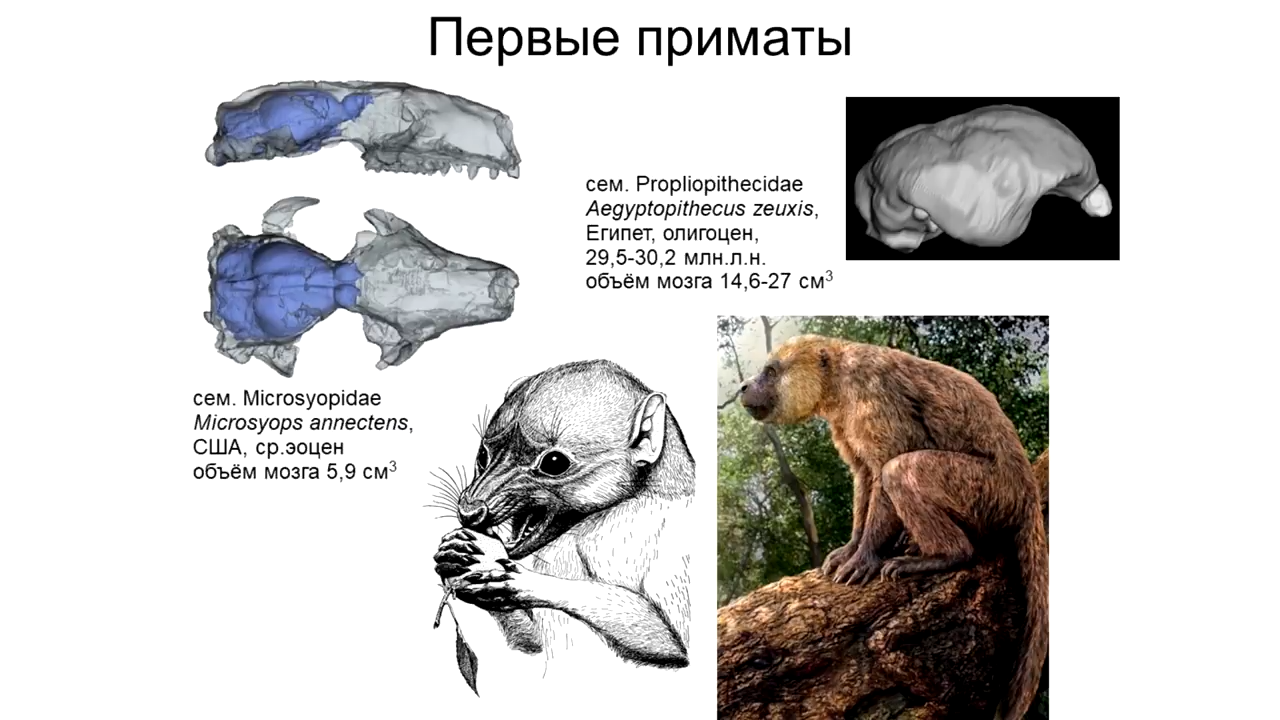 Первые приматы
сем. Propliopithecidae
Aegyptopithecus zeuxis,
Египет, олигоцен,
29,5-30,2 млн.л.н.
объём мозга 14,6-27 см³
сем. Microsyopidae
Microsyops annectens,
США, ср.эоцен
объём мозга 5,9 см³